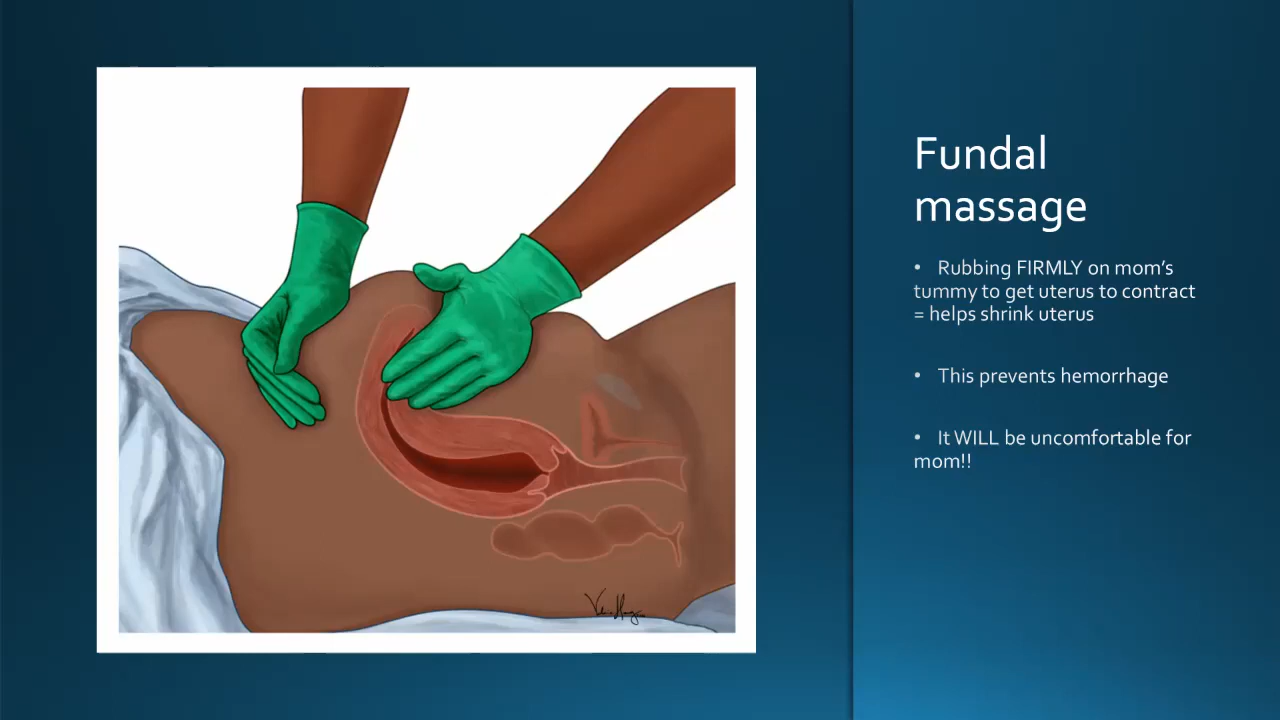 Fundal
massage
• Rubbing FIRMLY on mom's
tummy to get uterus to contract
= helps shrink uterus
• This prevents hemorrhage
• It WILL be uncomfortable for
mom!!